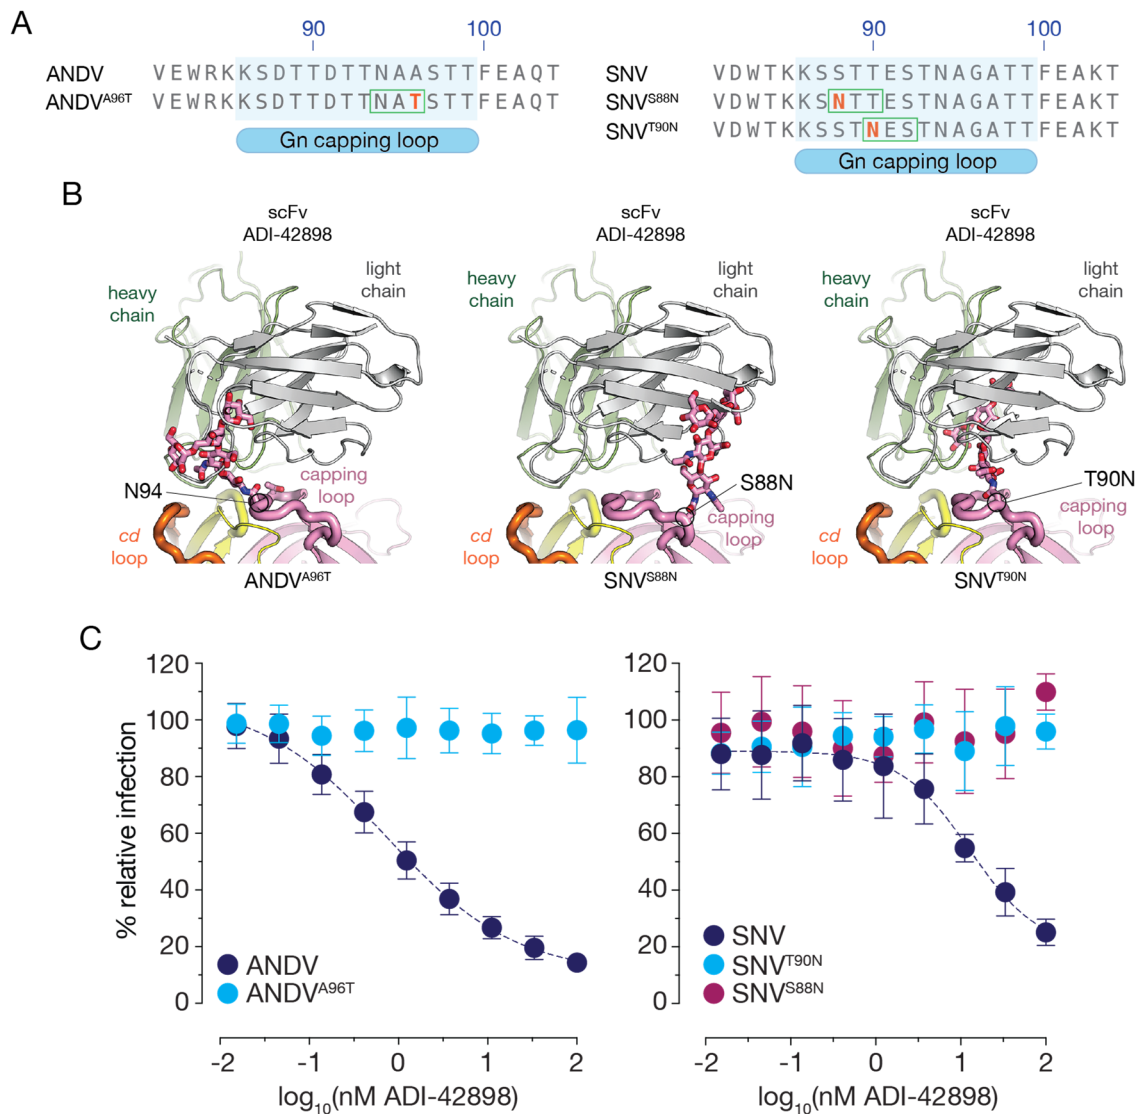 A
90 100
ANDV VEWRKKSDTTDTTNAASTTFEAQT
ANDVA96T VEWRKKSDTTDTTNATSTTFEAQT
Gn capping loop
90 100
SNV VDWTKKSSTTESTNAGATTFEAKT
SNVS88N VDWTKKSNTTESTNAGATTFEAKT
SNVT90N VDWTKKSSTNESTNAGATTFEAKT
Gn capping loop
B
scFv
ADI-42898
heavy
chain
light
chain
N94
capping
loop
cd
loop
ANDVA96T
scFv
ADI-42898
heavy
chain
light
chain
S88N
capping
loop
cd
loop
SNVS88N
scFv
ADI-42898
heavy
chain
light
chain
T90N
capping
loop
cd
loop
SNVT90N
C
% relative infection
120
100
80
60
40
20
0
ANDV
ANDVA96T
-2 -1 0 1 2
log10(nM ADI-42898)
120
100
80
60
40
20
0
SNV
SNVT90N
SNVS88N
-2 -1 0 1 2
log10(nM ADI-42898)